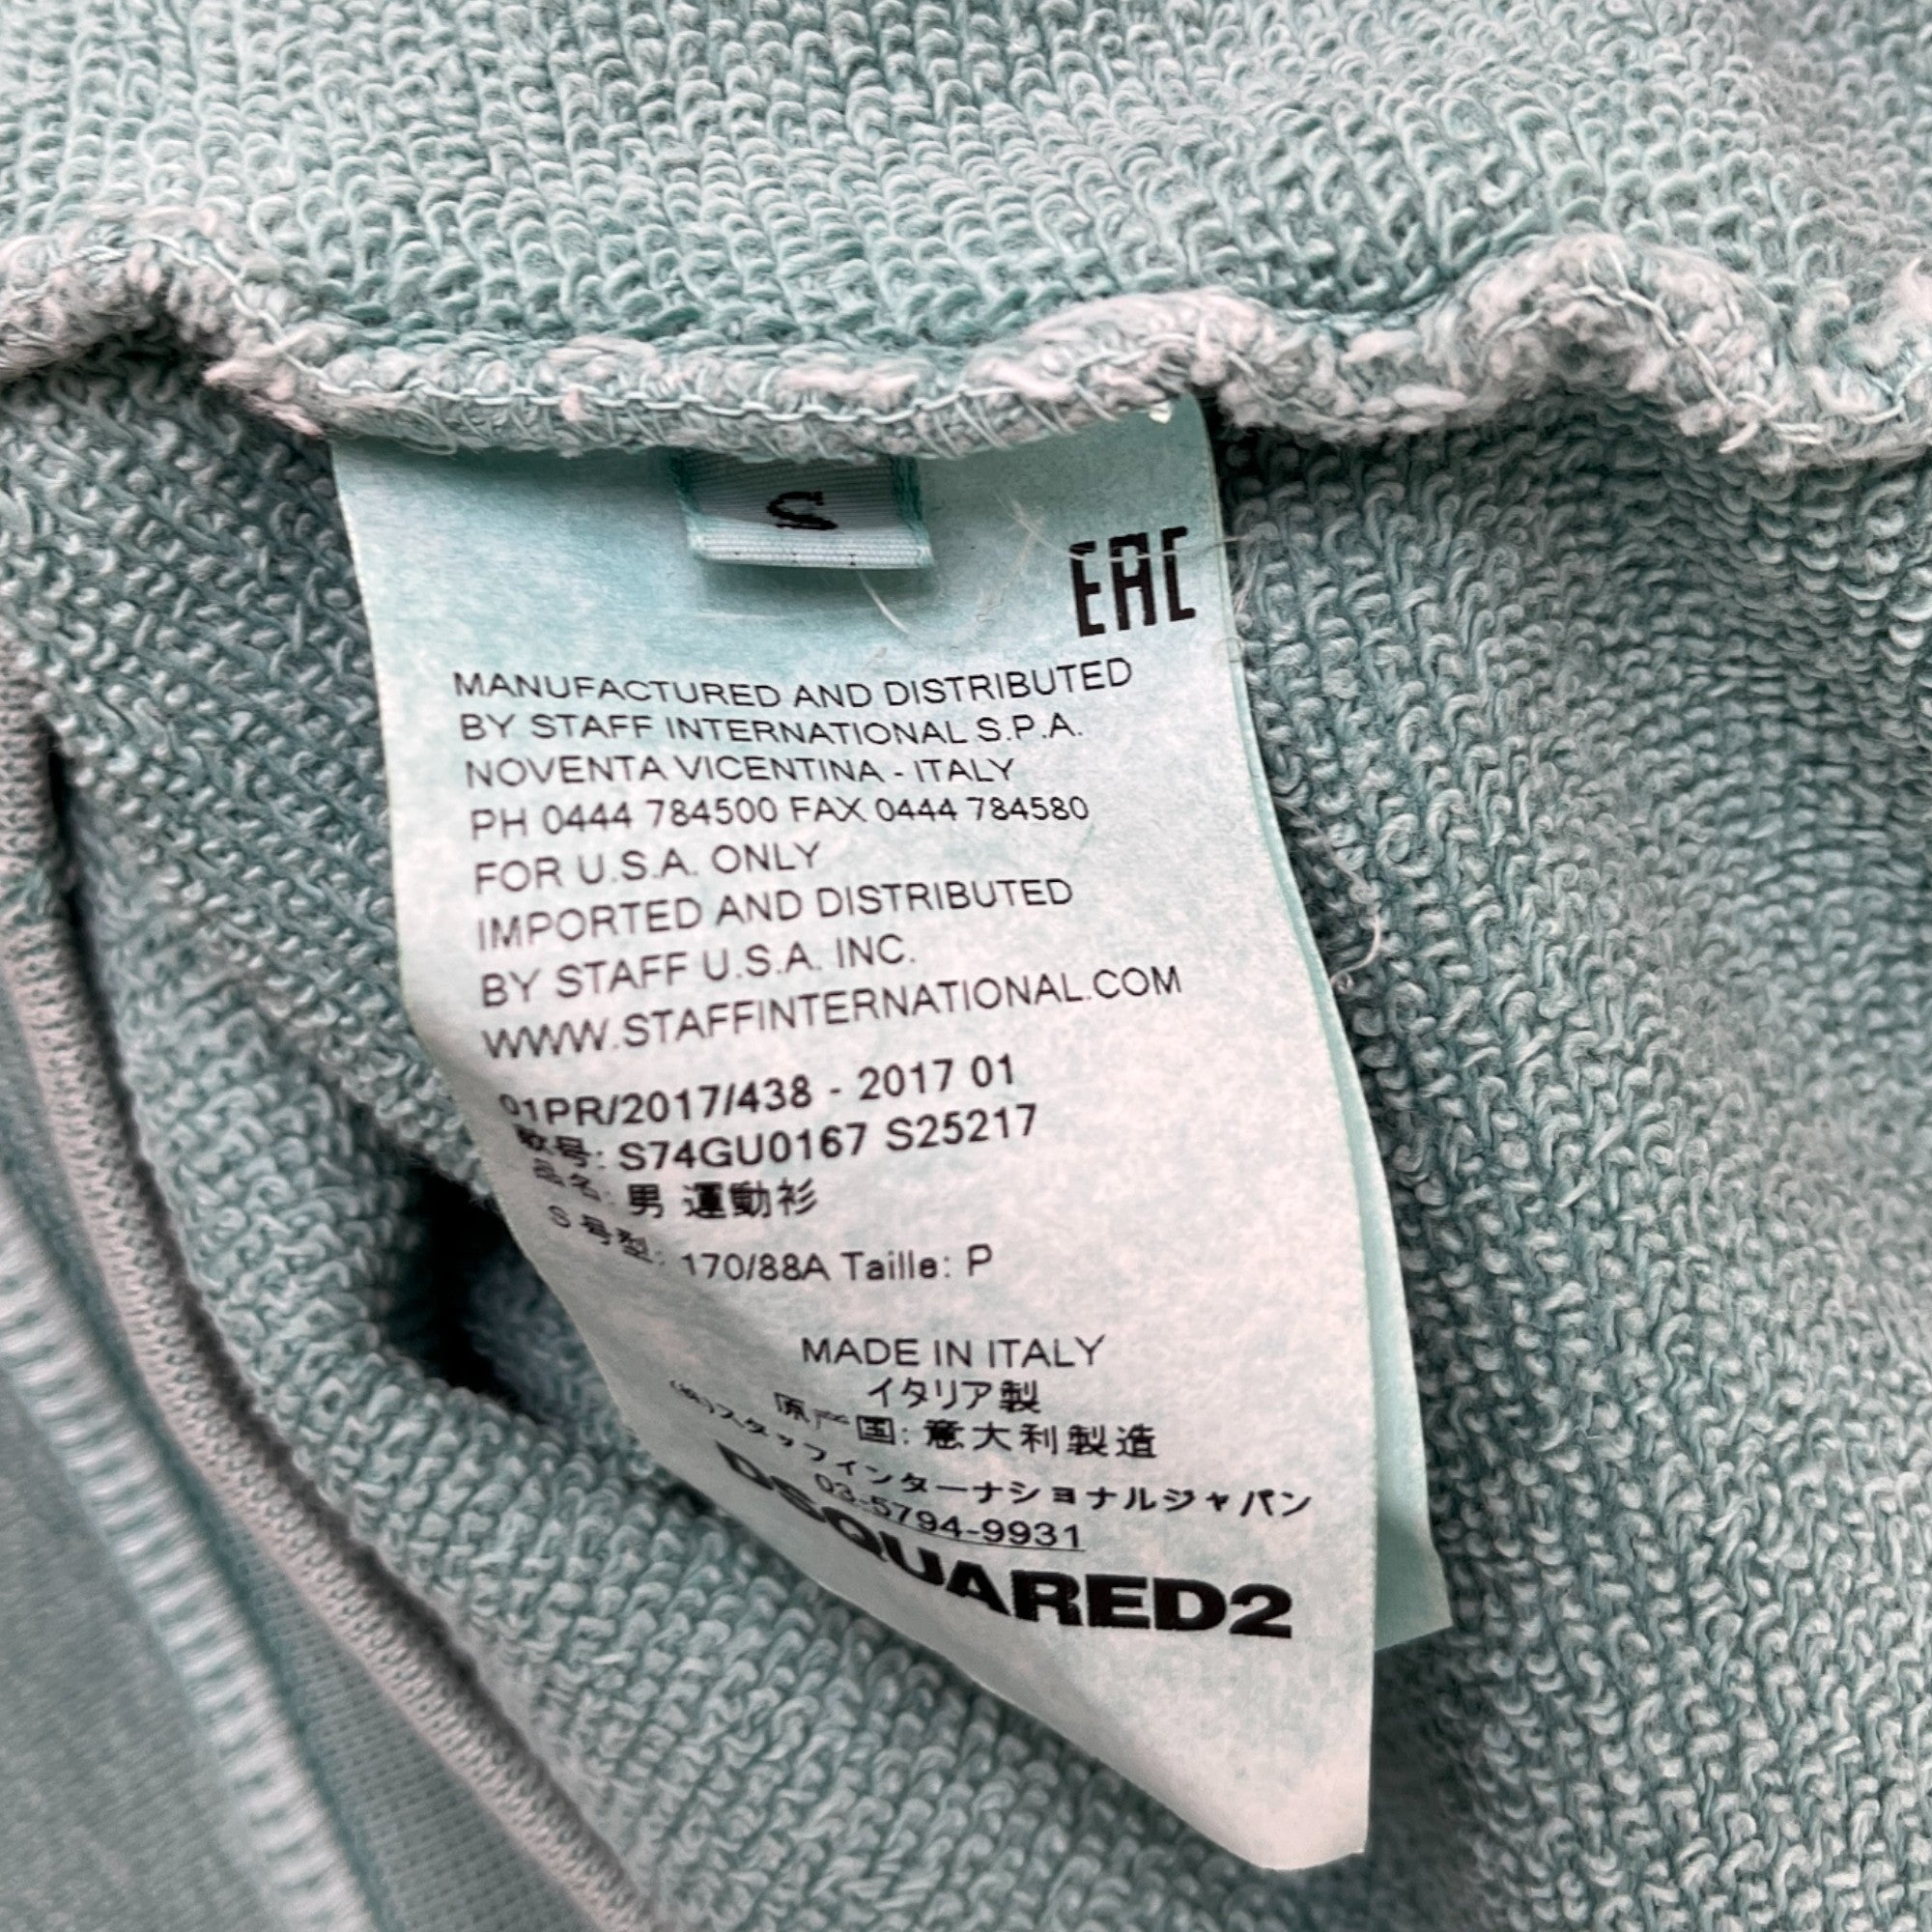 S
EAC
MANUFACTURED AND DISTRIBUTED
BY STAFF INTERNATIONAL S.P.A.
NOVENTA VICENTINA - ITALY
PH 0444 784500 FAX 0444 784580
FOR U.S.A. ONLY
IMPORTED AND DISTRIBUTED
BY STAFF U.S.A. INC.
WWW.STAFFINTERNATIONAL.COM
01PR/2017/438 - 2017 01
款号: S74GU0167 S25217
品名: 男 運動衫
S 号型: 170/88A Taille: P
MADE IN ITALY
イタリア製
原产国: 意大利製造
(株)スタッフインターナショナルジャパン
03-5794-9931
DSQUARED2